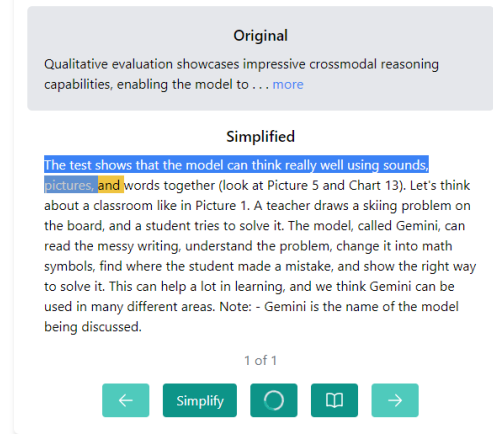 Original
Qualitative evaluation showcases impressive crossmodal reasoning
capabilities, enabling the model to . . . more
Simplified
The test shows that the model can think really well using sounds,
pictures, and words together (look at Picture 5 and Chart 13). Let's think
about a classroom like in Picture 1. A teacher draws a skiing problem on
the board, and a student tries to solve it. The model, called Gemini, can
read the messy writing, understand the problem, change it into math
symbols, find where the student made a mistake, and show the right way
to solve it. This can help a lot in learning, and we think Gemini can be
used in many different areas. Note: - Gemini is the name of the model
being discussed.
1 of 1
Simplify